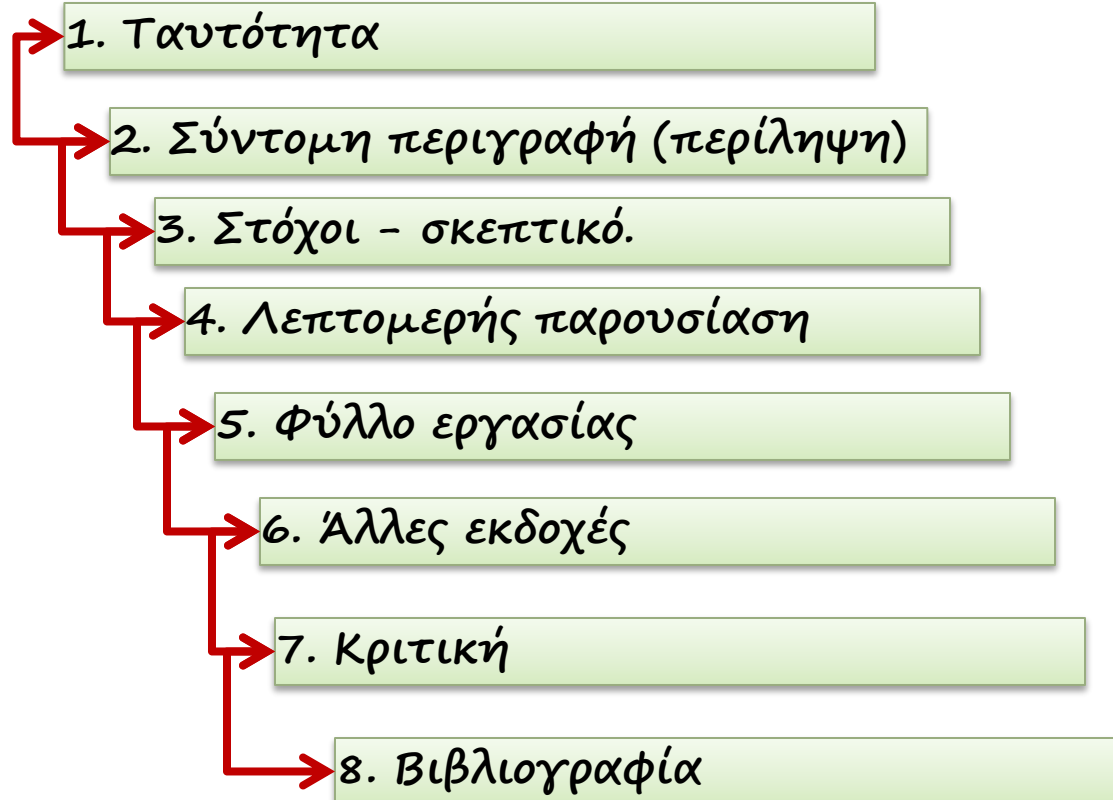 1. Ταυτότητα
2. Σύντομη περιγραφή (περίληψη)
3. Στόχοι - σκεπτικό.
4. Λεπτομερής παρουσίαση
5. Φύλλο εργασίας
6. Άλλες εκδοχές
7. Κριτική
8. Βιβλιογραφία